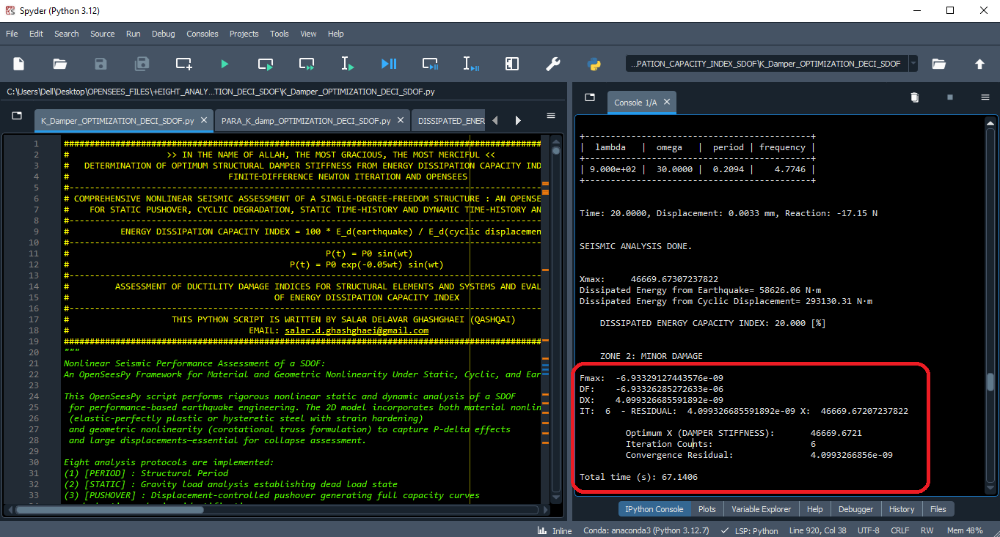 Spyder (Python 3.12)
File Edit Search Source Run Debug Consoles Projects Tools View Help
...PATION_CAPACITY_INDEX_SDOF\K_Damper_OPTIMIZATION_DECI_SDOF
C:\Users\Dell\Desktop\OPENSEES_FILES\+EIGHT_ANALY...TION_DECI_SDOF\K_Damper_OPTIMIZATION_DECI_SDOF.py
K_Damper_OPTIMIZATION_DECI_SDOF.py PARA_K_damp_OPTIMIZATION_DECI_SDOF.py DISSIPATED_ENER
1 ###########################################################################################
2 # >> IN THE NAME OF ALLAH, THE MOST GRACIOUS, THE MOST MERCIFUL <<
3 # DETERMINATION OF OPTIMUM STRUCTURAL DAMPER STIFFNESS FROM ENERGY DISSIPATION CAPACITY IND
4 # FINITE-DIFFERENCE NEWTON ITERATION AND OPENSEES
5 #------------------------------------------------------------------------------------------
6 # COMPREHENSIVE NONLINEAR SEISMIC ASSESSMENT OF A SINGLE-DEGREE-FREEDOM STRUCTURE : AN OPENSE
7 # FOR STATIC PUSHOVER, CYCLIC DEGRADATION, STATIC TIME-HISTORY AND DYNAMIC TIME-HISTORY AN
8 #------------------------------------------------------------------------------------------
9 # ENERGY DISSIPATION CAPACITY INDEX = 100 * E_d(earthquake) / E_d(cyclic displacemen
10 #------------------------------------------------------------------------------------------
11 # P(t) = P0 sin(wt)
12 # P(t) = P0 exp(-0.05wt) sin(wt)
13 #------------------------------------------------------------------------------------------
14 # ASSESSMENT OF DUCTILITY DAMAGE INDICES FOR STRUCTURAL ELEMENTS AND SYSTEMS AND EVAL
15 # OF ENERGY DISSIPATION CAPACITY INDEX
16 #------------------------------------------------------------------------------------------
17 # THIS PYTHON SCRIPT IS WRITTEN BY SALAR DELAVAR GHASHGHAEI (QASHQAI)
18 # EMAIL: salar.d.ghashghaei@gmail.com
19 ###########################################################################################
20 """
21 Nonlinear Seismic Performance Assessment of a SDOF:
22 An OpenSeesPy Framework for Material and Geometric Nonlinearity Under Static, Cyclic, and Ear
23
24 This OpenSeesPy script performs rigorous nonlinear static and dynamic analysis of a SDOF
25 for performance-based earthquake engineering. The 2D model incorporates both material nonlin
26 (elastic-perfectly plastic or hysteretic steel with strain hardening)
27 and geometric nonlinearity (corotational truss formulation) to capture P-delta effects
28 and large displacements—essential for collapse assessment.
29
30 Eight analysis protocols are implemented:
31 (1) [PERIOD] : Structural Period
32 (2) [STATIC] : Gravity load analysis establishing dead load state
33 (3) [PUSHOVER] : Displacement-controlled pushover generating full capacity curves
Console 1/A
+-----------------------------------------+
| lambda | omega | period | frequency |
+-----------------------------------------+
| 9.000e+02 | 30.0000 | 0.2094 | 4.7746 |
+-----------------------------------------+
Time: 20.0000, Displacement: 0.0033 mm, Reaction: -17.15 N
SEISMIC ANALYSIS DONE.
Xmax: 46669.67307237822
Dissipated Energy from Earthquake= 58626.06 N·m
Dissipated Energy from Cyclic Displacement= 293130.31 N·m
DISSIPATED ENERGY CAPACITY INDEX: 20.000 [%]
ZONE 2: MINOR DAMAGE
Fmax: -6.93329127443576e-09
DF: -6.93326285272633e-06
DX: 4.099326685591892e-09
IT: 6 - RESIDUAL: 4.099326685591892e-09 X: 46669.67207237822
Optimum X (DAMPER STIFFNESS): 46669.6721
Iteration Counts: 6
Convergence Residual: 4.0993266856e-09
Total time (s): 67.1406
IPython Console Plots Variable Explorer Help Debugger History Files
Inline Conda: anaconda3 (Python 3.12.7) LSP: Python Line 920, Col 38 UTF-8 CRLF RW Mem 48%